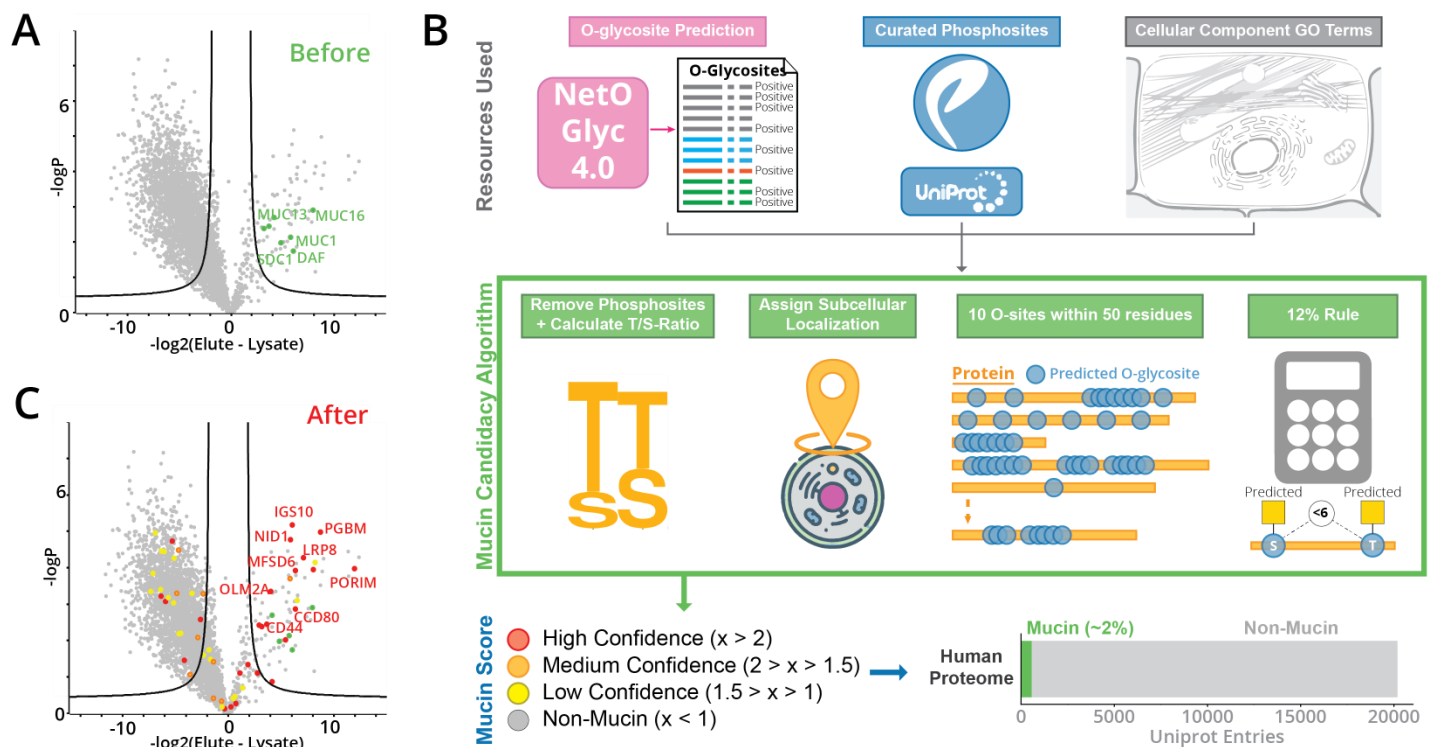 A
Before
6
0
-logP
-10
0
10
-log2(Elute - Lysate)
MUC13
MUC16
MUC1
SDC1
DAF
B
Resources Used
O-glycosite Prediction
Curated Phosphosites
Cellular Component GO Terms
NetO
Glyc
4.0
O-Glycosites
Positive
Positive
Positive
Positive
Positive
Positive
Positive
Positive
UniProt
Mucin Candidacy Algorithm
Remove Phosphosites
+ Calculate T/S-Ratio
Assign Subcellular
Localization
10 O-sites within 50 residues
12% Rule
T T
S S
Protein
Predicted O-glycosite
Predicted
Predicted
<6
S
T
C
After
6
0
-logP
-10
0
10
-log2(Elute - Lysate)
IGS10
PGBM
NID1
LRP8
MFSD6
PORIM
OLM2A
CCD80
CD44
Mucin Score
High Confidence (x > 2)
Medium Confidence (2 > x > 1.5)
Low Confidence (1.5 > x > 1)
Non-Mucin (x < 1)
Mucin (~2%)
Non-Mucin
Human
Proteome
0
5000
10000
15000
20000
Uniprot Entries